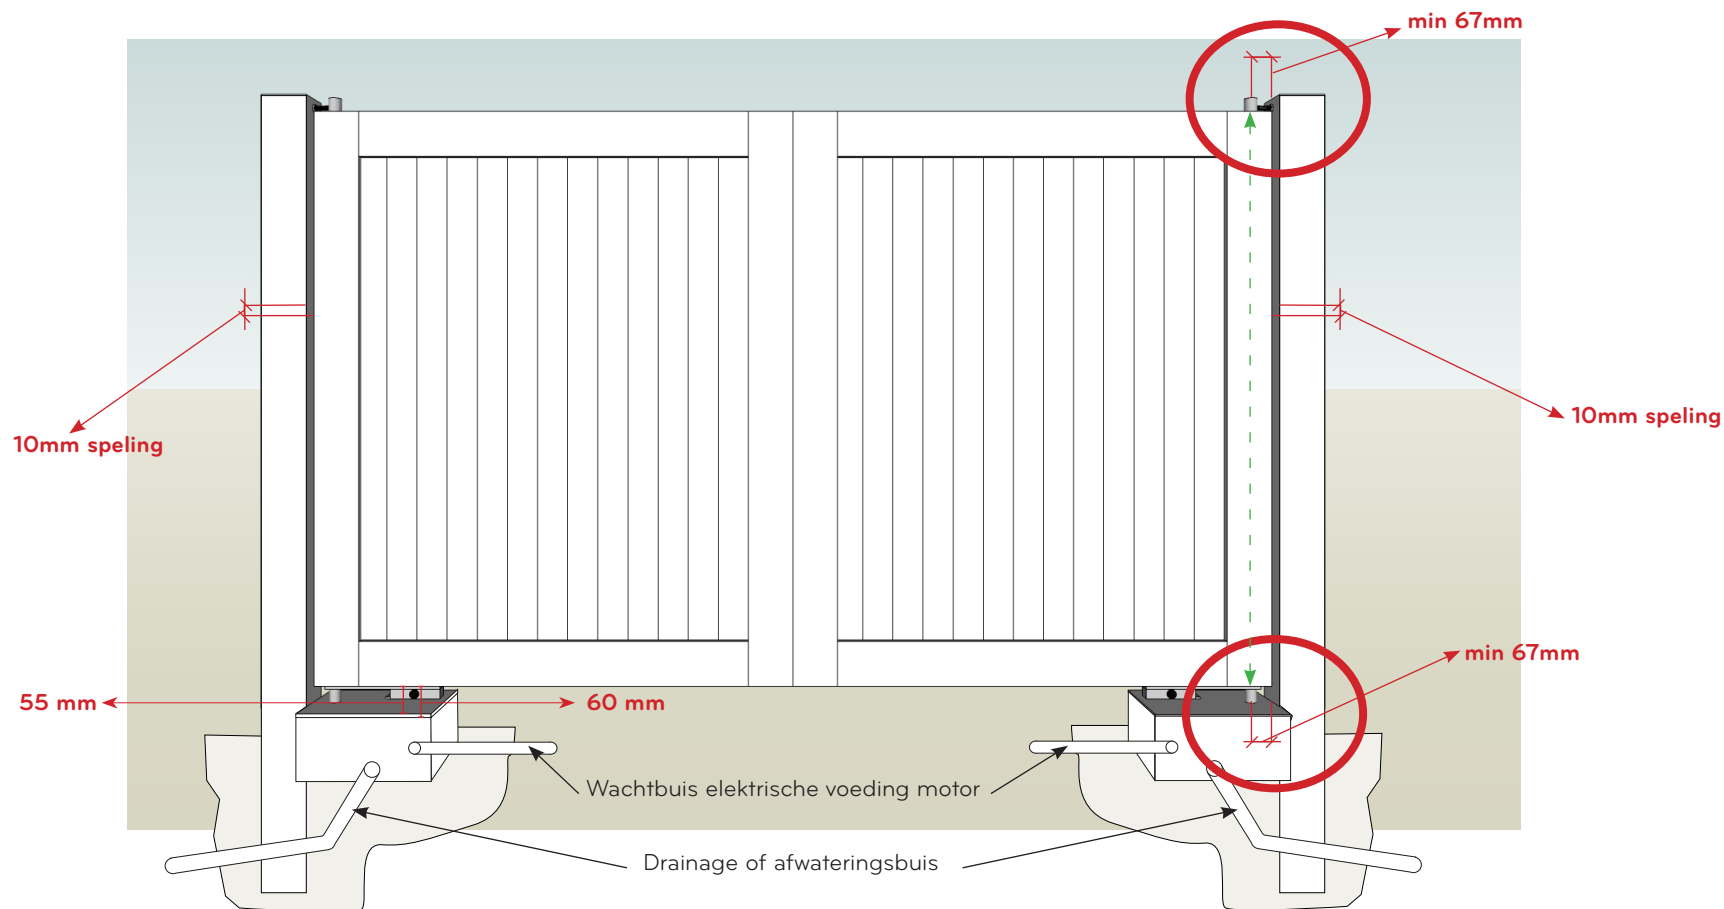 min 67mm
10mm speling
10mm speling
min 67mm
55 mm
60 mm
Wachtbuis elektrische voeding motor
Drainage of afwateringsbuis